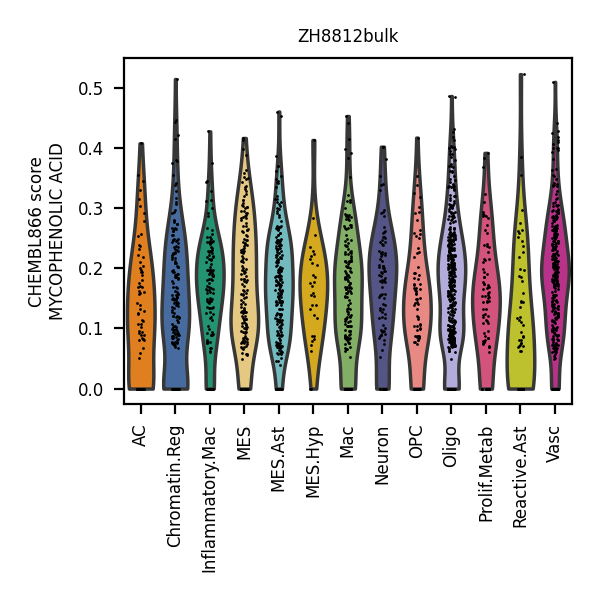 ZH8812bulk
CHEMBL866 score
MYCOPHENOLIC ACID
0.5
0.4
0.3
0.2
0.1
0.0
AC
Chromatin.Reg
Inflammatory.Mac
MES
MES.Ast
MES.Hyp
Mac
Neuron
OPC
Oligo
Prolif.Metab
Reactive.Ast
Vasc